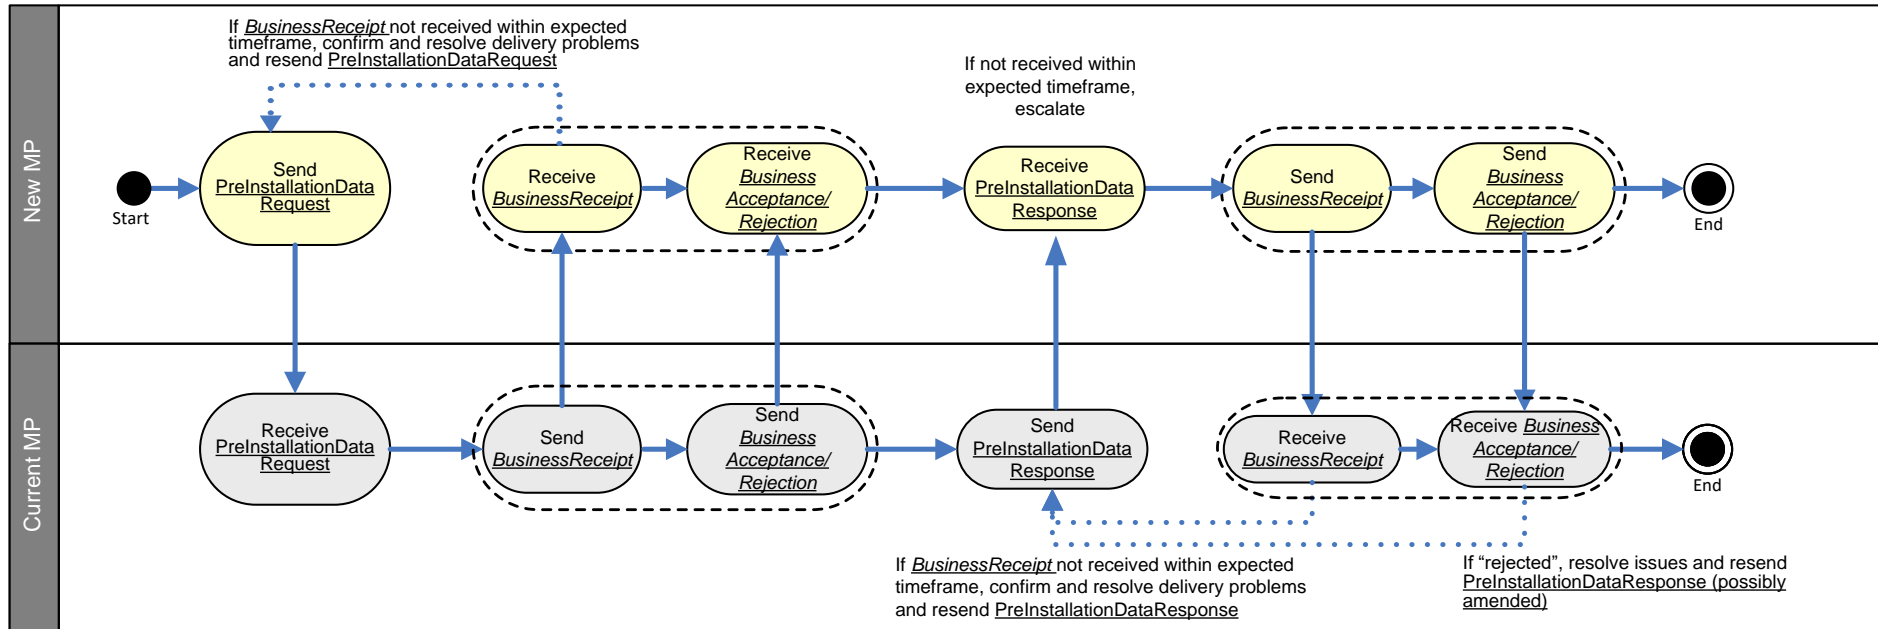 New MP
If BusinessReceipt not received within expected
timeframe, confirm and resolve delivery problems
and resend PreInstallationDataRequest
If not received within
expected timeframe,
escalate
Start
Send
PreInstallationData
Request
Receive
BusinessReceipt
Receive
Business
Acceptance/
Rejection
Receive
PreInstallationData
Response
Send
BusinessReceipt
Send
Business
Acceptance/
Rejection
End
Current MP
Receive
PreInstallationData
Request
Send
BusinessReceipt
Send
Business
Acceptance/
Rejection
Send
PreInstallationData
Response
Receive
BusinessReceipt
Receive Business
Acceptance/
Rejection
End
If BusinessReceipt not received within expected
timeframe, confirm and resolve delivery problems
and resend PreInstallationDataResponse
If “rejected”, resolve issues and resend
PreInstallationDataResponse (possibly
amended)